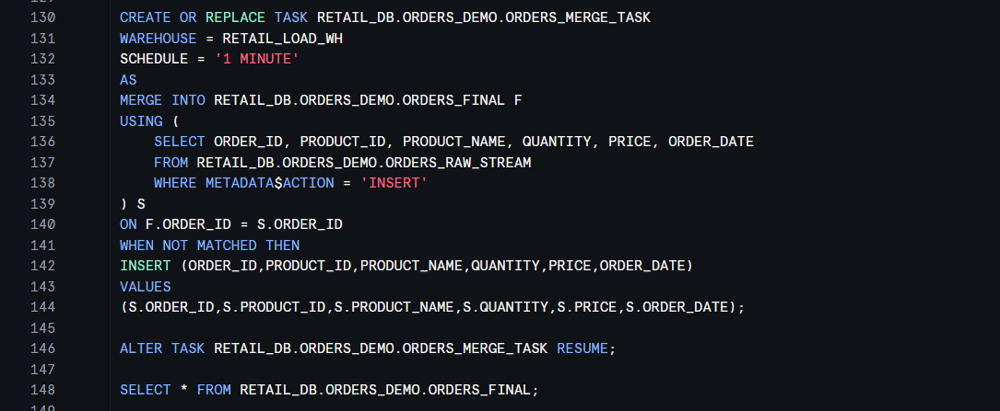 130 CREATE OR REPLACE TASK RETAIL_DB.ORDERS_DEMO.ORDERS_MERGE_TASK
131 WAREHOUSE = RETAIL_LOAD_WH
132 SCHEDULE = '1 MINUTE'
133 AS
134 MERGE INTO RETAIL_DB.ORDERS_DEMO.ORDERS_FINAL F
135 USING (
136     SELECT ORDER_ID, PRODUCT_ID, PRODUCT_NAME, QUANTITY, PRICE, ORDER_DATE
137     FROM RETAIL_DB.ORDERS_DEMO.ORDERS_RAW_STREAM
138     WHERE METADATA$ACTION = 'INSERT'
139 ) S
140 ON F.ORDER_ID = S.ORDER_ID
141 WHEN NOT MATCHED THEN
142 INSERT (ORDER_ID,PRODUCT_ID,PRODUCT_NAME,QUANTITY,PRICE,ORDER_DATE)
143 VALUES
144 (S.ORDER_ID,S.PRODUCT_ID,S.PRODUCT_NAME,S.QUANTITY,S.PRICE,S.ORDER_DATE);
145
146 ALTER TASK RETAIL_DB.ORDERS_DEMO.ORDERS_MERGE_TASK RESUME;
147
148 SELECT * FROM RETAIL_DB.ORDERS_DEMO.ORDERS_FINAL;